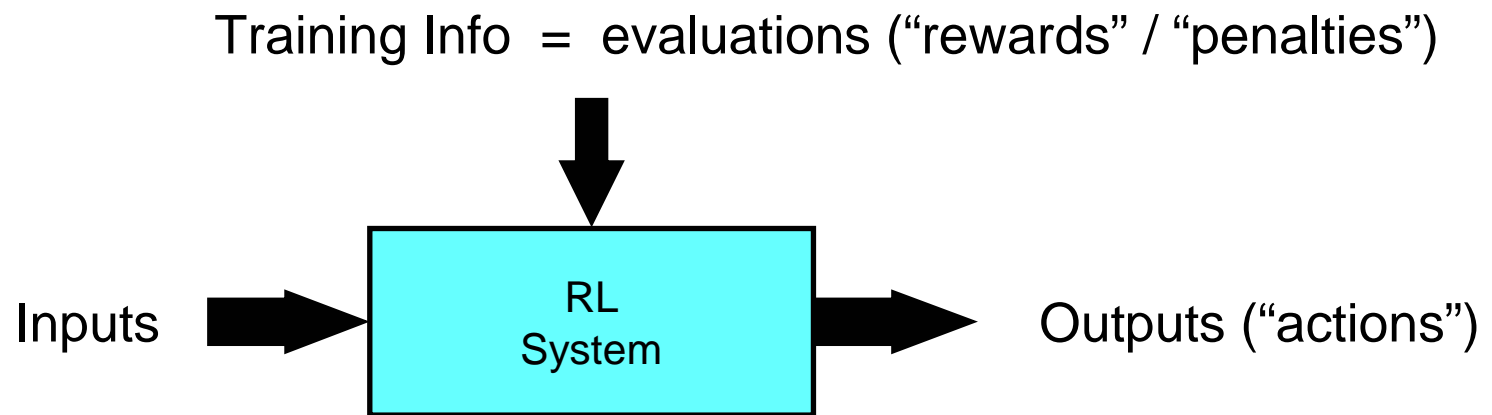 Training Info = evaluations (“rewards” / “penalties”)
Inputs
RL
System
Outputs (“actions”)